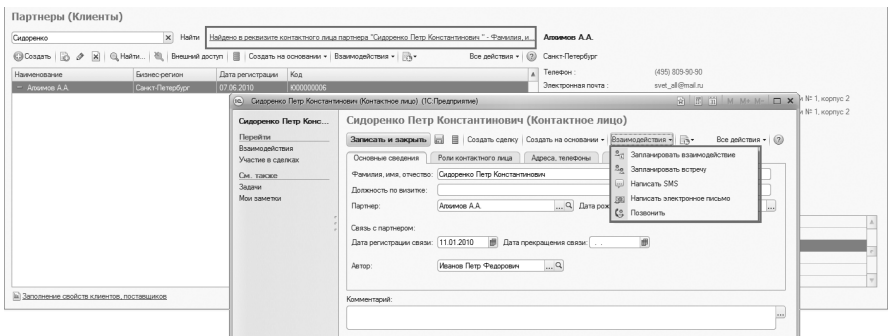 Партнеры (Клиенты)
Сидоренко
Найти
Найдено в реквизите контактного лица партнера "Сидоренко Петр Константинович " - Фамилия, и...
Алхимов А.А.
Создать
Найти...
Внешний доступ
Создать на основании
Взаимодействия
Все действия
Санкт-Петербург
Наименование
Бизнес-регион
Дата регистрации
Код
Телефон :
(495) 809-90-90
Алхимов А.А.
Санкт-Петербург
07.06.2010
Ю00000006
Электронная почта :
svet_all@mail.ru
№ 1, корпус 2
№ 1, корпус 2
Сидоренко Петр Константинович (Контактное лицо) (1С:Предприятие)
M M+ M-
Сидоренко Петр Конс...
Перейти
Взаимодействия
Участие в сделках
См. также
Задачи
Мои заметки
Сидоренко Петр Константинович (Контактное лицо)
Записать и закрыть
Создать сделку
Создать на основании
Взаимодействия
Все действия
Основные сведения
Роли контактного лица
Адреса, телефоны
Запланировать взаимодействие
Запланировать встречу
Написать SMS
Написать электронное письмо
Позвонить
Фамилия, имя, отчество:
Сидоренко Петр Константинович
Должность по визитке:
Партнер:
Алхимов А.А.
Дата рож
Связь с партнером:
Дата регистрации связи:
11.01.2010
Дата прекращения связи:
. .
Автор:
Иванов Петр Федорович
Комментарий:
Заполнение свойств клиентов, поставщиков